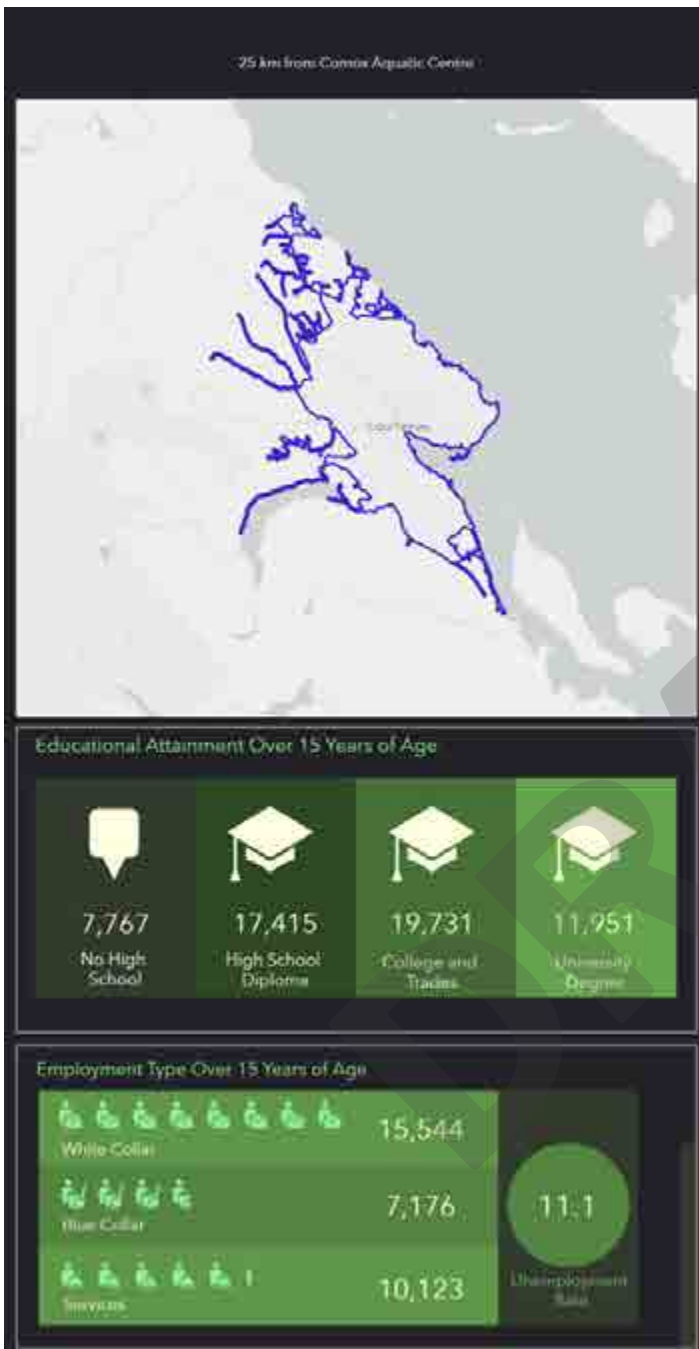 25 km from Comox Aquatic Centre
Courtenay
Educational Attainment Over 15 Years of Age
7,767
No High
School
17,415
High School
Diploma
19,731
College and
Trades
11,951
University
Degree
Employment Type Over 15 Years of Age
15,544
White Collar
7,176
Blue Collar
10,123
Services
11.1
Unemployment
Rate